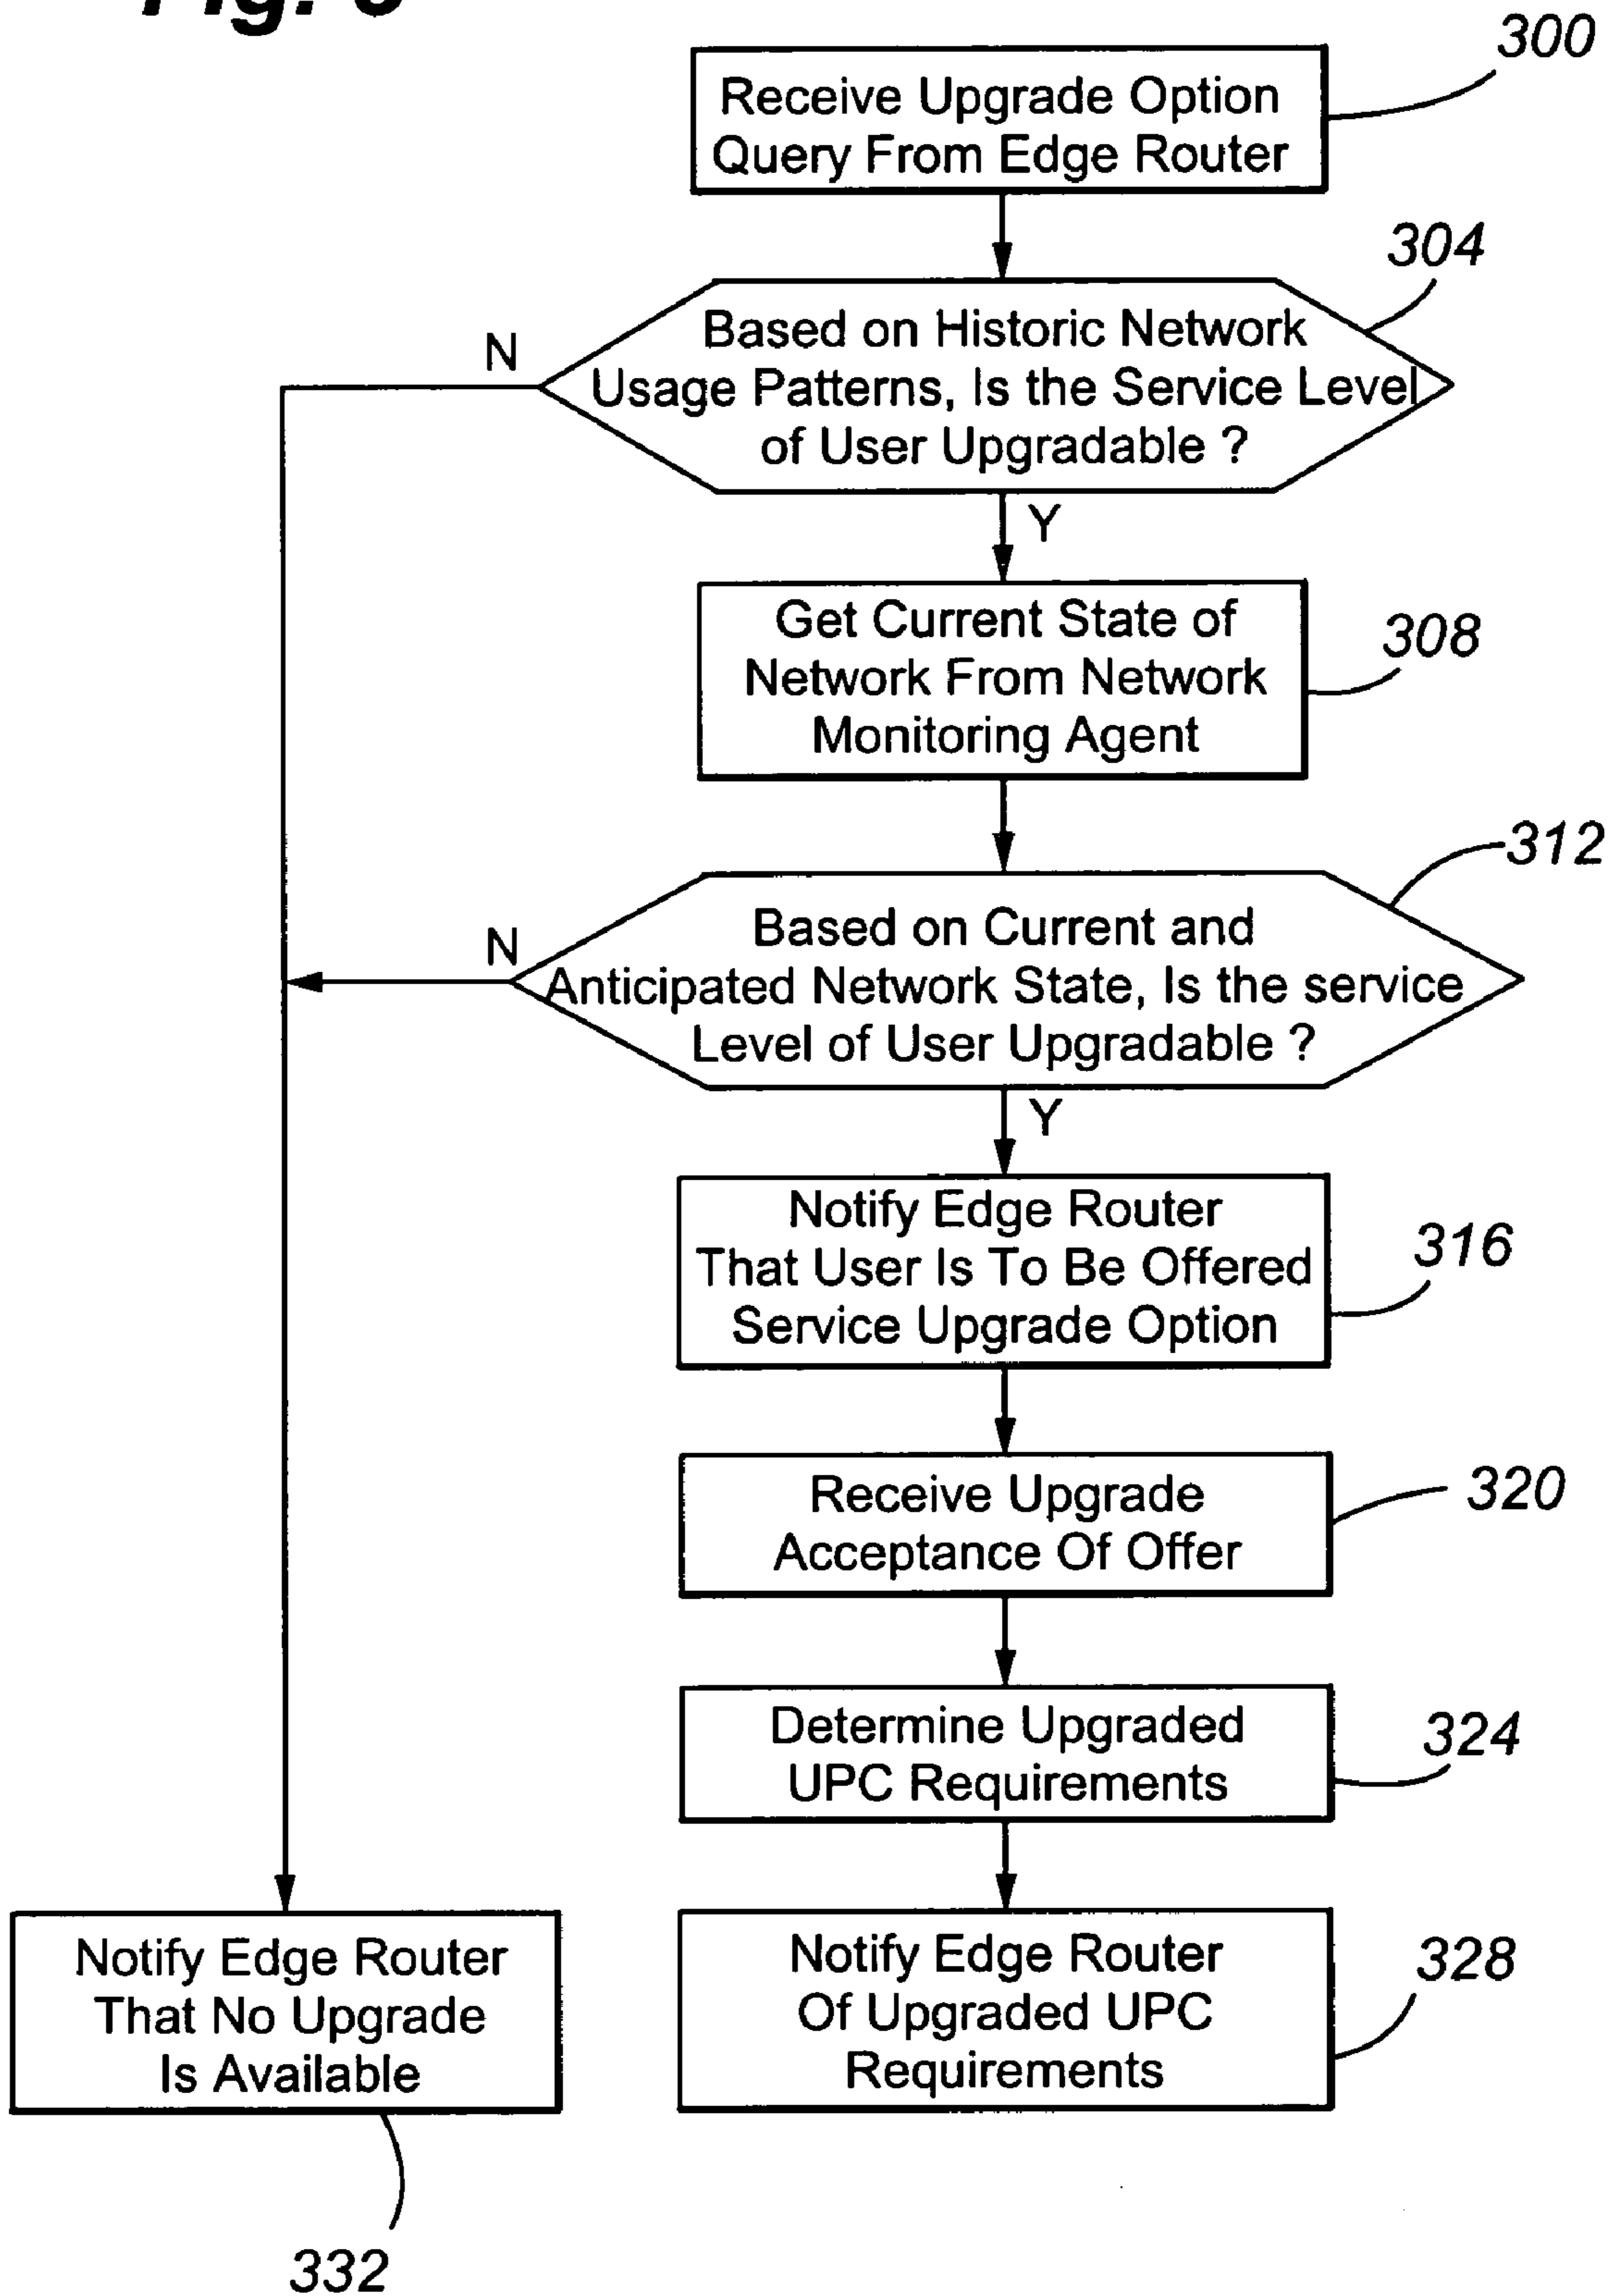 300
Receive Upgrade Option
Query From Edge Router
304
N
Based on Historic Network
Usage Patterns, Is the Service Level
of User Upgradable ?
Y
Get Current State of
Network From Network
Monitoring Agent
308
312
N
Based on Current and
Anticipated Network State, Is the service
Level of User Upgradable ?
Y
Notify Edge Router
That User Is To Be Offered
Service Upgrade Option
316
Receive Upgrade
Acceptance Of Offer
320
Determine Upgraded
UPC Requirements
324
Notify Edge Router
That No Upgrade
Is Available
Notify Edge Router
Of Upgraded UPC
Requirements
328
332